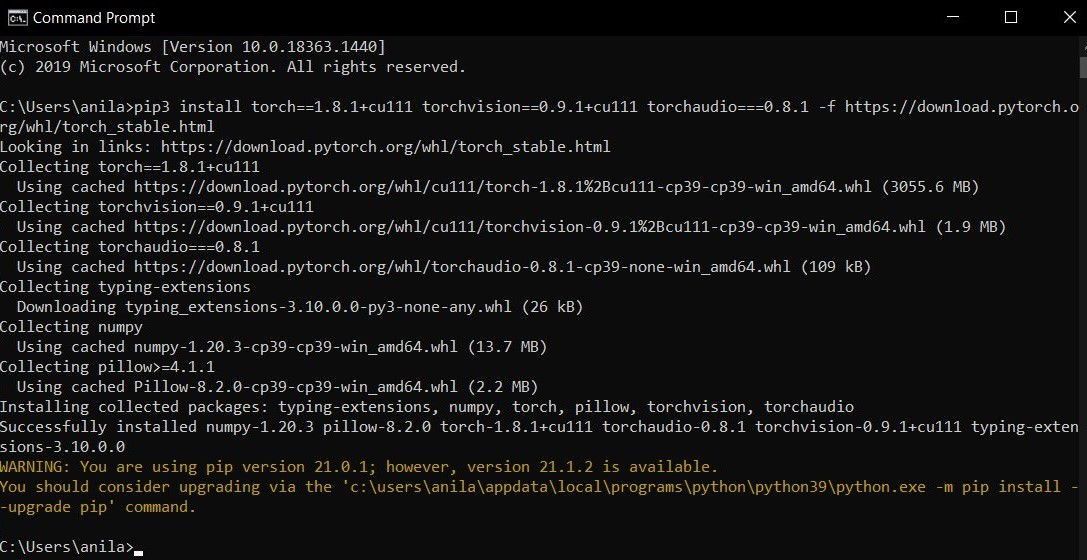 Command Prompt
Microsoft Windows [Version 10.0.18363.1440]
(c) 2019 Microsoft Corporation. All rights reserved.
C:\Users\anila>pip3 install torch==1.8.1+cu111 torchvision==0.9.1+cu111 torchaudio===0.8.1 -f https://download.pytorch.o
rg/whl/torch_stable.html
Looking in links: https://download.pytorch.org/whl/torch_stable.html
Collecting torch==1.8.1+cu111
  Using cached https://download.pytorch.org/whl/cu111/torch-1.8.1%2Bcu111-cp39-cp39-win_amd64.whl (3055.6 MB)
Collecting torchvision==0.9.1+cu111
  Using cached https://download.pytorch.org/whl/cu111/torchvision-0.9.1%2Bcu111-cp39-cp39-win_amd64.whl (1.9 MB)
Collecting torchaudio===0.8.1
  Using cached https://download.pytorch.org/whl/torchaudio-0.8.1-cp39-none-win_amd64.whl (109 kB)
Collecting typing-extensions
  Downloading typing_extensions-3.10.0.0-py3-none-any.whl (26 kB)
Collecting numpy
  Using cached numpy-1.20.3-cp39-cp39-win_amd64.whl (13.7 MB)
Collecting pillow>=4.1.1
  Using cached Pillow-8.2.0-cp39-cp39-win_amd64.whl (2.2 MB)
Installing collected packages: typing-extensions, numpy, torch, pillow, torchvision, torchaudio
Successfully installed numpy-1.20.3 pillow-8.2.0 torch-1.8.1+cu111 torchaudio-0.8.1 torchvision-0.9.1+cu111 typing-exten
sions-3.10.0.0
WARNING: You are using pip version 21.0.1; however, version 21.1.2 is available.
You should consider upgrading via the 'c:\users\anila\appdata\local\programs\python\python39\python.exe -m pip install -
-upgrade pip' command.
C:\Users\anila>